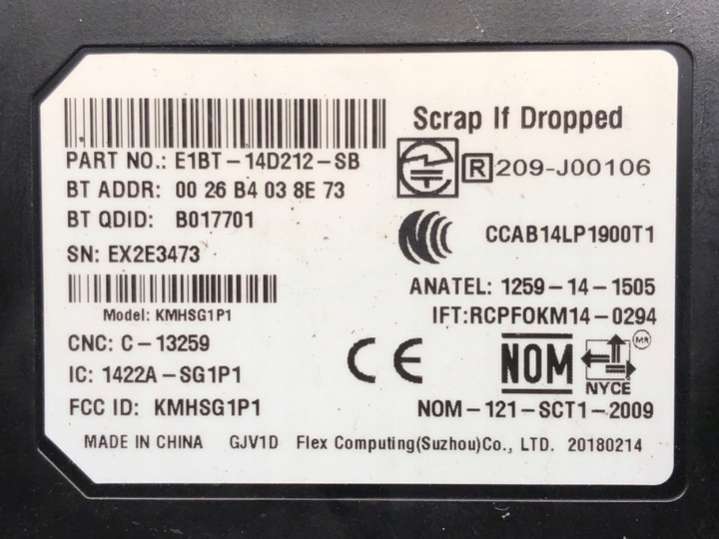 Scrap If Dropped
PART NO.: E1BT-14D212-SB
R 209-J00106
BT ADDR: 00 26 B4 03 8E 73
BT QDID: B017701
CCAB14LP1900T1
SN: EX2E3473
ANATEL: 1259-14-1505
Model: KMHSG1P1
IFT:RCPFOKM14-0294
CNC: C-13259
CE
NOM
MR
NYCE
IC: 1422A-SG1P1
FCC ID: KMHSG1P1
NOM-121-SCT1-2009
MADE IN CHINA GJV1D Flex Computing(Suzhou)Co., LTD. 20180214